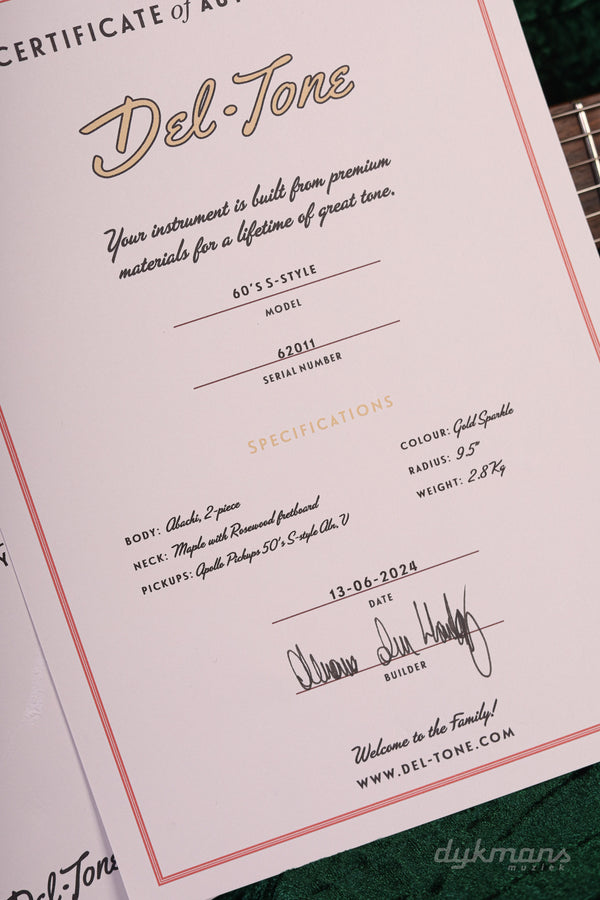 CERTIFICATE of AU
Del-Tone
Your instrument is built from premium
materials for a lifetime of great tone.
60'S S-STYLE
MODEL
62011
SERIAL NUMBER
SPECIFICATIONS
COLOUR: Gold Sparkle
RADIUS: 9.5"
WEIGHT: 2.8 Kg
BODY: Abachi, 2-piece
NECK: Maple with Rosewood fretboard
PICKUPS: Apollo Pickups 50's S-style Aln. V
13-06-2024
DATE
BUILDER
Welcome to the Family!
WWW.DEL-TONE.COM
Del-Tone
dykmans
muziek